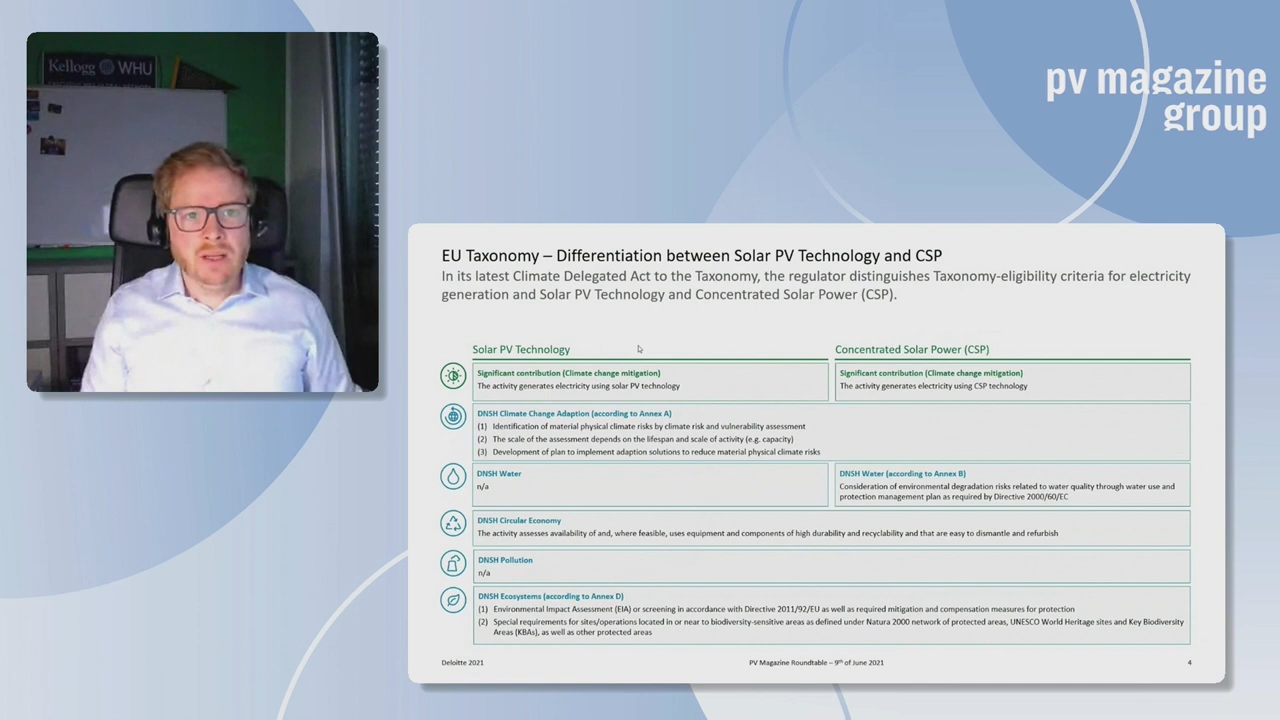 Kellogg WHU
pv magazine
group
EU Taxonomy – Differentiation between Solar PV Technology and CSP
In its latest Climate Delegated Act to the Taxonomy, the regulator distinguishes Taxonomy-eligibility criteria for electricity
generation and Solar PV Technology and Concentrated Solar Power (CSP).
Solar PV Technology
Concentrated Solar Power (CSP)
Significant contribution (Climate change mitigation)
The activity generates electricity using solar PV technology
Significant contribution (Climate change mitigation)
The activity generates electricity using CSP technology
DNSH Climate Change Adaption (according to Annex A)
(1) Identification of material physical climate risks by climate risk and vulnerability assessment
(2) The scale of the assessment depends on the lifespan and scale of activity (e.g. capacity)
(3) Development of plan to implement adaption solutions to reduce material physical climate risks
DNSH Water
n/a
DNSH Water (according to Annex B)
Consideration of environmental degradation risks related to water quality through water use and
protection management plan as required by Directive 2000/60/EC
DNSH Circular Economy
The activity assesses availability of and, where feasible, uses equipment and components of high durability and recyclability and that are easy to dismantle and refurbish
DNSH Pollution
n/a
DNSH Ecosystems (according to Annex D)
(1) Environmental Impact Assessment (EIA) or screening in accordance with Directive 2011/92/EU as well as required mitigation and compensation measures for protection
(2) Special requirements for sites/operations located in or near to biodiversity-sensitive areas as defined under Natura 2000 network of protected areas, UNESCO World Heritage sites and Key Biodiversity
Areas (KBAs), as well as other protected areas
Deloitte 2021
PV Magazine Roundtable – 9th of June 2021
4